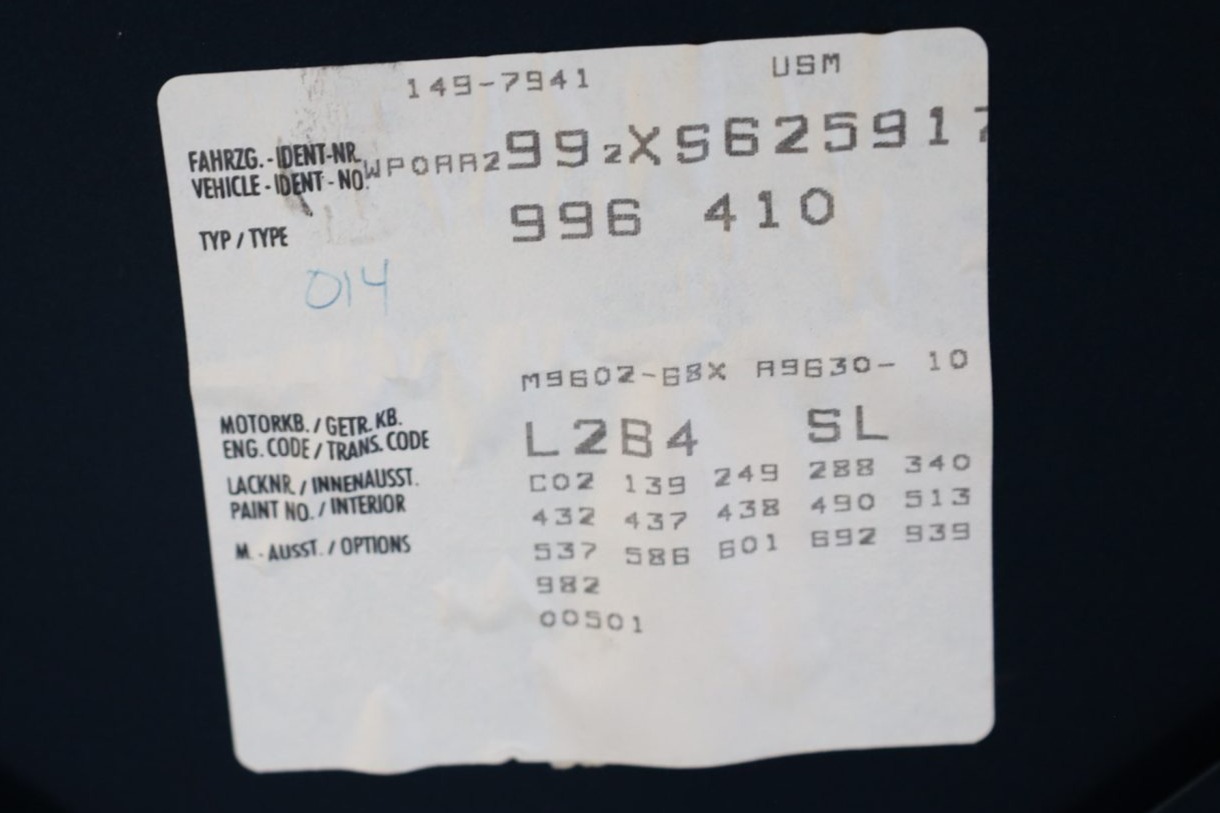 149-7941 USM
FAHRZG.-IDENT-NR.
VEHICLE-IDENT-NO. WP0AA2992XS625917
TYP / TYPE 996 410
014
M9602-68X A9630- 10
MOTORKB. / GETR. KB.
ENG. CODE / TRANS. CODE L2B4 SL
LACKNR. / INNENAUSST. C02 139 249 288 340
PAINT NO. / INTERIOR 432 437 438 490 513
M.-AUSST. / OPTIONS 537 586 601 692 939
982
00501